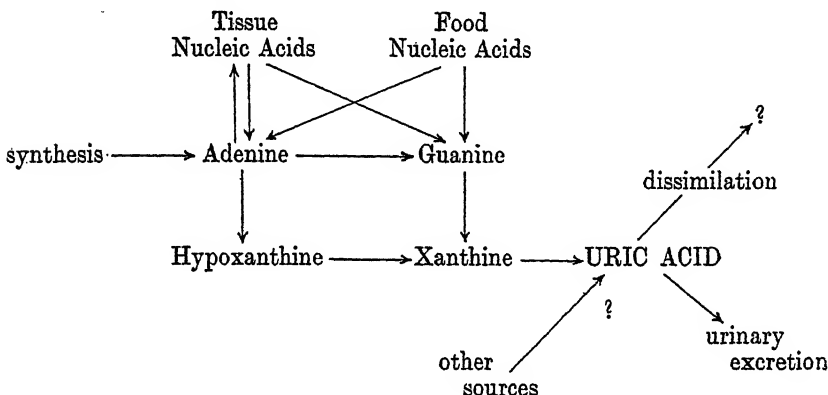 Tissue
Nucleic Acids
Food
Nucleic Acids
?
synthesis
Adenine
Guanine
dissimilation
Hypoxanthine
Xanthine
URIC ACID
?
other
sources
urinary
excretion